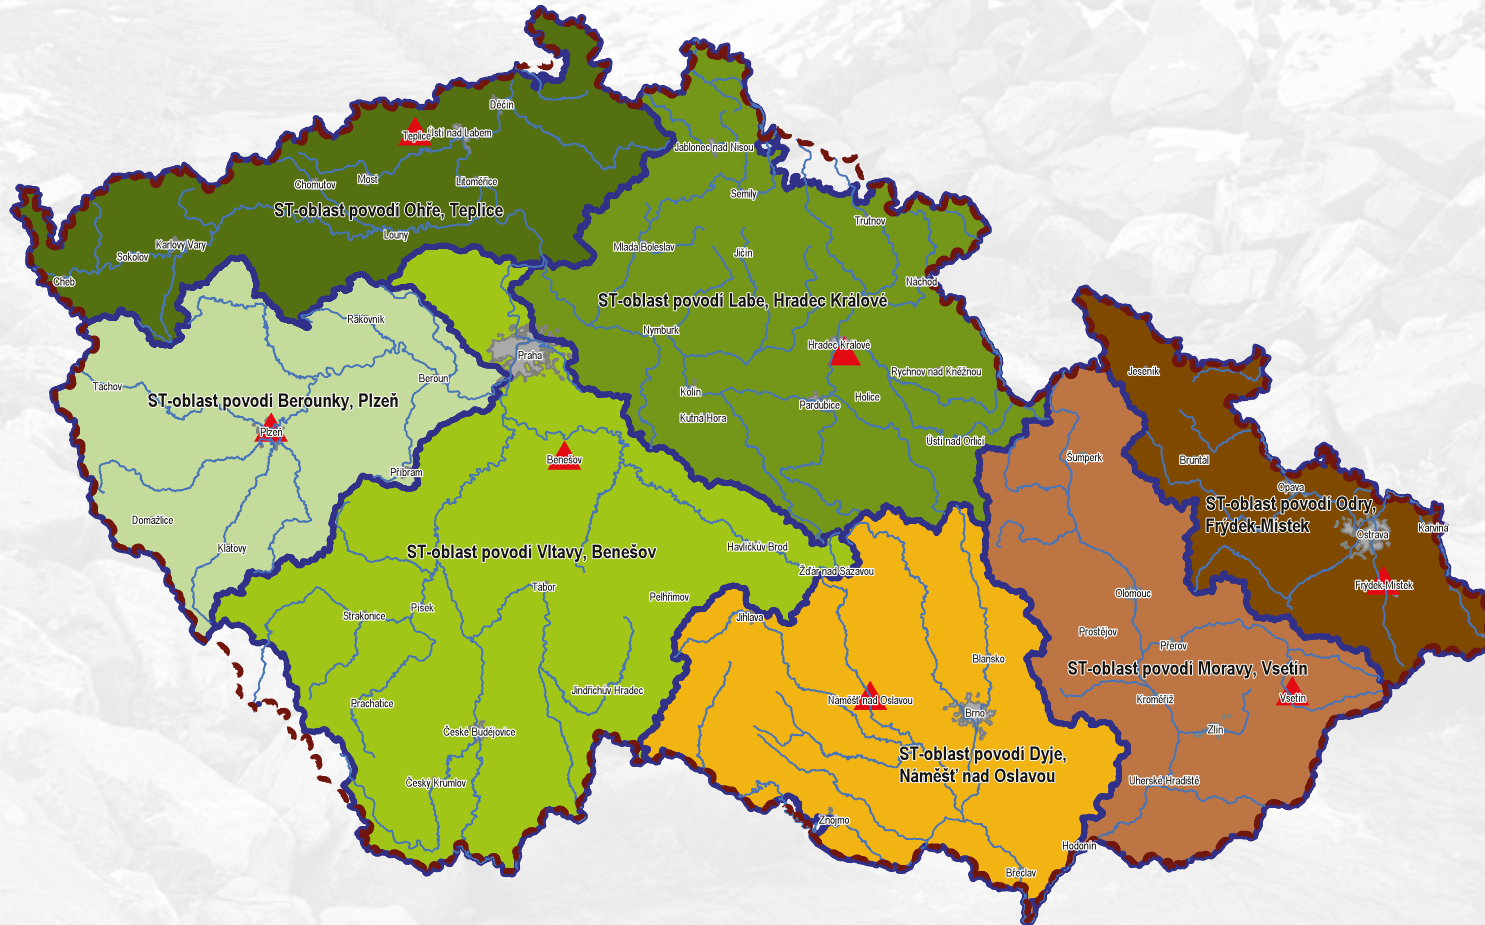 Děčín
Teplice
Ústí nad Labem
Jablonec nad Nisou
Most
Chomutov
Litoměřice
Semily
ST-oblast povodí Ohře, Teplice
Trutnov
Louny
Karlovy Vary
Mladá Boleslav
Jičín
Sokolov
Cheb
Náchod
ST-oblast povodí Labe, Hradec Králové
Rakovník
Nymburk
Hradec Králové
Praha
Rychnov nad Kněžnou
Jeseník
Beroun
Tachov
Kolín
Holice
ST-oblast povodí Berounky, Plzeň
Pardubice
Kutná Hora
Plzeň
Ústí nad Orlicí
Benešov
Šumperk
Bruntál
Příbram
Opava
ST-oblast povodí Odry,
Frýdek-Místek
Domažlice
Karviná
Ostrava
Klatovy
ST-oblast povodí Vltavy, Benešov
Havlíčkův Brod
Žďár nad Sázavou
Frýdek-Místek
Tábor
Olomouc
Pelhřimov
Písek
Strakonice
Jihlava
Prostějov
Přerov
Blansko
ST-oblast povodí Moravy, Vsetín
Jindřichův Hradec
Náměšť nad Oslavou
Kroměříž
Vsetín
Prachatice
Brno
České Budějovice
Zlín
ST-oblast povodí Dyje,
Náměšť nad Oslavou
Český Krumlov
Uherské Hradiště
Znojmo
Hodonín
Břeclav